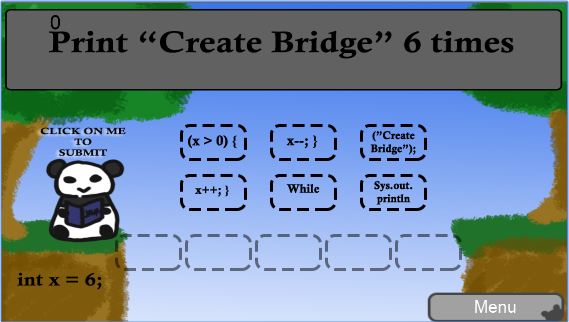 0
Print “Create Bridge” 6 times
CLICK ON ME
TO
SUBMIT
(x > 0) {
x--; }
("Create
Bridge");
x++; }
While
Sys.out.
println
int x = 6;
Menu